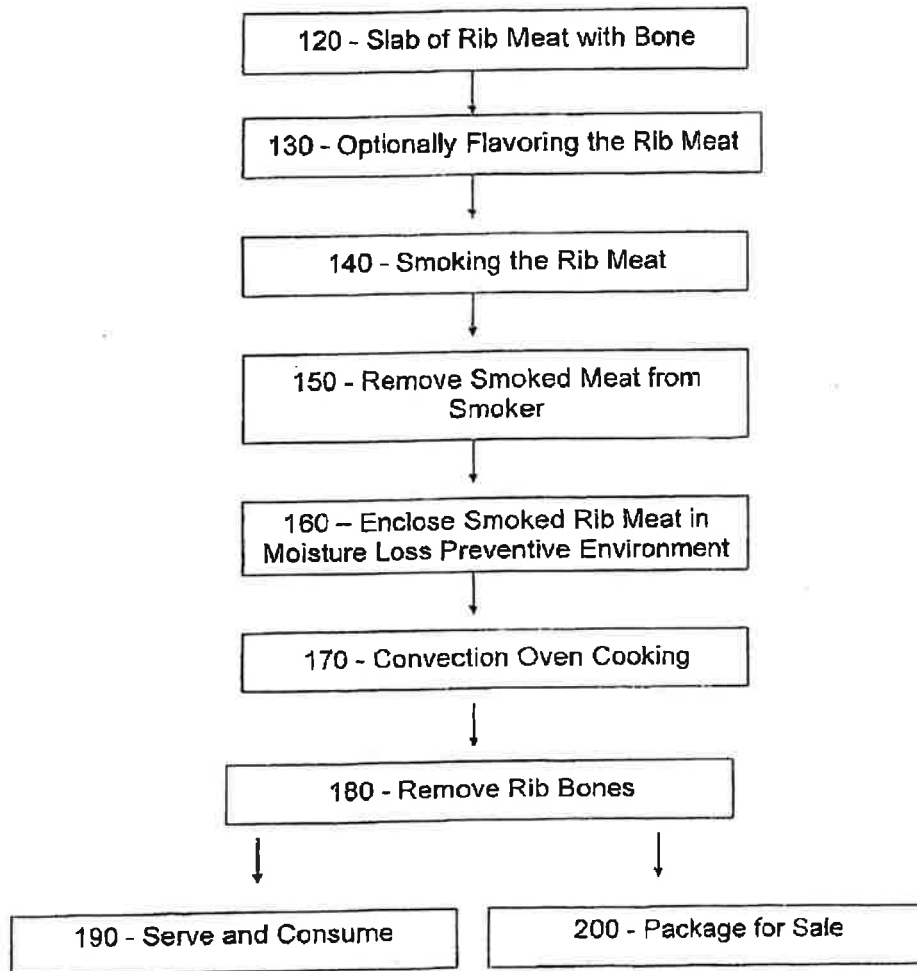 120 - Slab of Rib Meat with Bone
130 - Optionally Flavoring the Rib Meat
140 - Smoking the Rib Meat
150 - Remove Smoked Meat from
Smoker
160 – Enclose Smoked Rib Meat in
Moisture Loss Preventive Environment
170 - Convection Oven Cooking
180 - Remove Rib Bones
190 - Serve and Consume
200 - Package for Sale